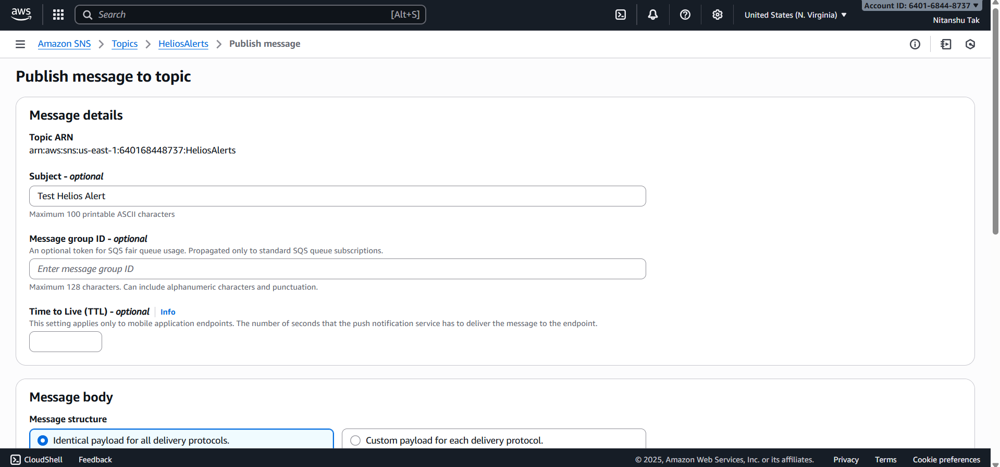 aws
Search [Alt+S]
United States (N. Virginia)
Account ID: 6401-6844-8737
Nitanshu Tak
Amazon SNS
Topics
HeliosAlerts
Publish message
Publish message to topic
Message details
Topic ARN
arn:aws:sns:us-east-1:640168448737:HeliosAlerts
Subject - optional
Test Helios Alert
Maximum 100 printable ASCII characters
Message group ID - optional
An optional token for SQS fair queue usage. Propagated only to standard SQS queue subscriptions.
Enter message group ID
Maximum 128 characters. Can include alphanumeric characters and punctuation.
Time to Live (TTL) - optional Info
This setting applies only to mobile application endpoints. The number of seconds that the push notification service has to deliver the message to the endpoint.
Message body
Message structure
Identical payload for all delivery protocols.
Custom payload for each delivery protocol.
CloudShell
Feedback
© 2025, Amazon Web Services, Inc. or its affiliates.
Privacy
Terms
Cookie preferences